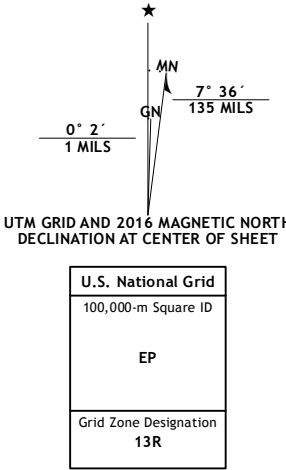 MN
GN
7° 36´
135 MILS
0° 2´
1 MILS
UTM GRID AND 2016 MAGNETIC NORTH
DECLINATION AT CENTER OF SHEET
U.S. National Grid
100,000-m Square ID
EP
Grid Zone Designation
13R